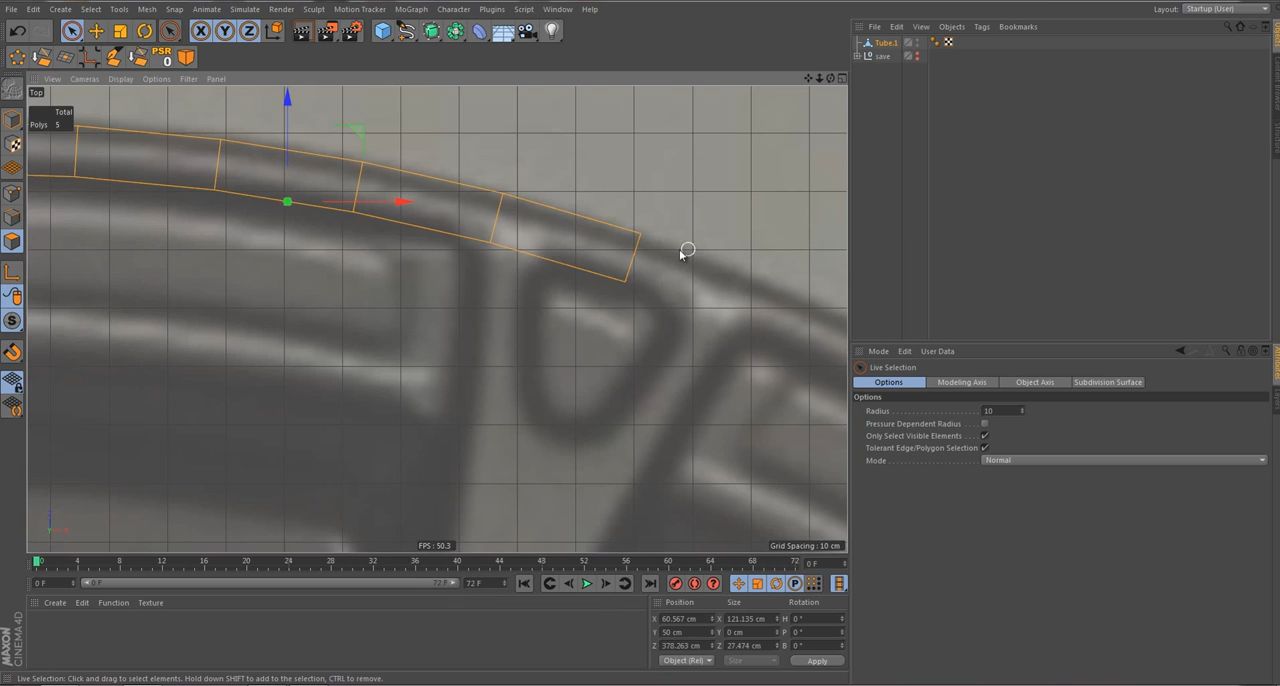 File Edit Create Select Tools Mesh Snap Animate Simulate Render Sculpt Motion Tracker MoGraph Character Plugins Script Window Help
Layout: Startup (User)
PSR
0
View Cameras Display Options Filter Panel
Top
Total
Polys 5
FPS : 50.3
Grid Spacing : 10 cm
0 4 8 12 16 20 24 28 32 36 40 44 48 52 56 60 64 68 72 0 F
0 F 0 F 72 F 72 F
Create Edit Function Texture
Position Size Rotation
X 60.567 cm X 121.135 cm H 0 °
Y 50 cm Y 0 cm P 0 °
Z 378.263 cm Z 27.474 cm B 0 °
Object (Rel) Size Apply
MAXON
CINEMA 4D
Live Selection: Click and drag to select elements. Hold down SHIFT to add to the selection, CTRL to remove.
File Edit View Objects Tags Bookmarks
Tube.1
save
Mode Edit User Data
Live Selection
Options Modeling Axis Object Axis Subdivision Surface
Options
Radius 10
Pressure Dependent Radius
Only Select Visible Elements
Tolerant Edge/Polygon Selection
Mode Normal